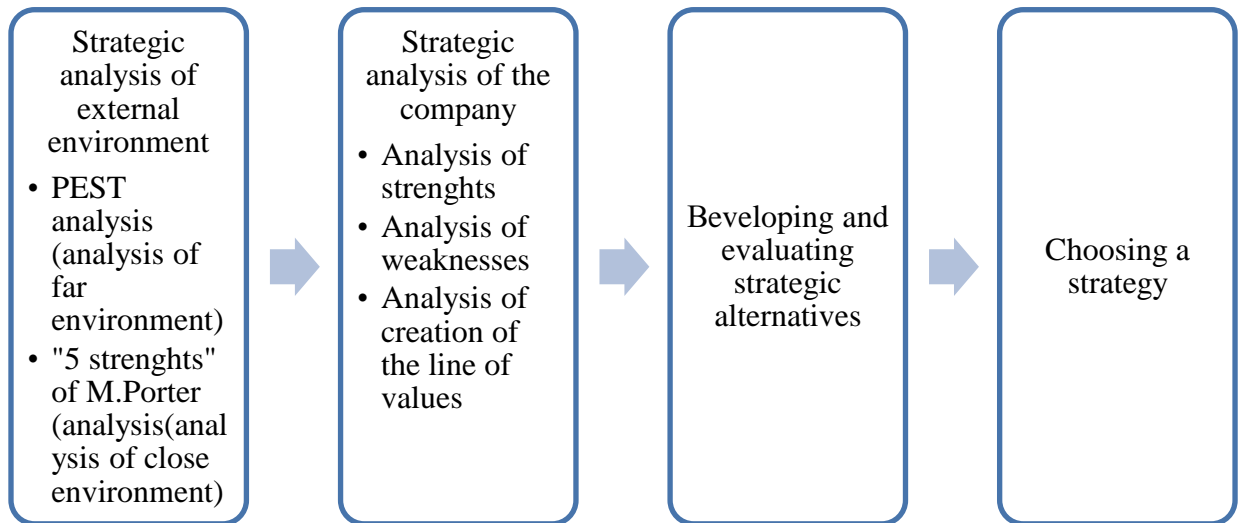 Strategic
analysis of
external
environment
• PEST
analysis
(analysis of
far
environment)
• "5 strenghts"
of M.Porter
(analysis(anal
ysis of close
environment)
Strategic
analysis of the
company
• Analysis of
strenghts
• Analysis of
weaknesses
• Analysis of
creation of
the line of
values
Beveloping and
evaluating
strategic
alternatives
Choosing a
strategy